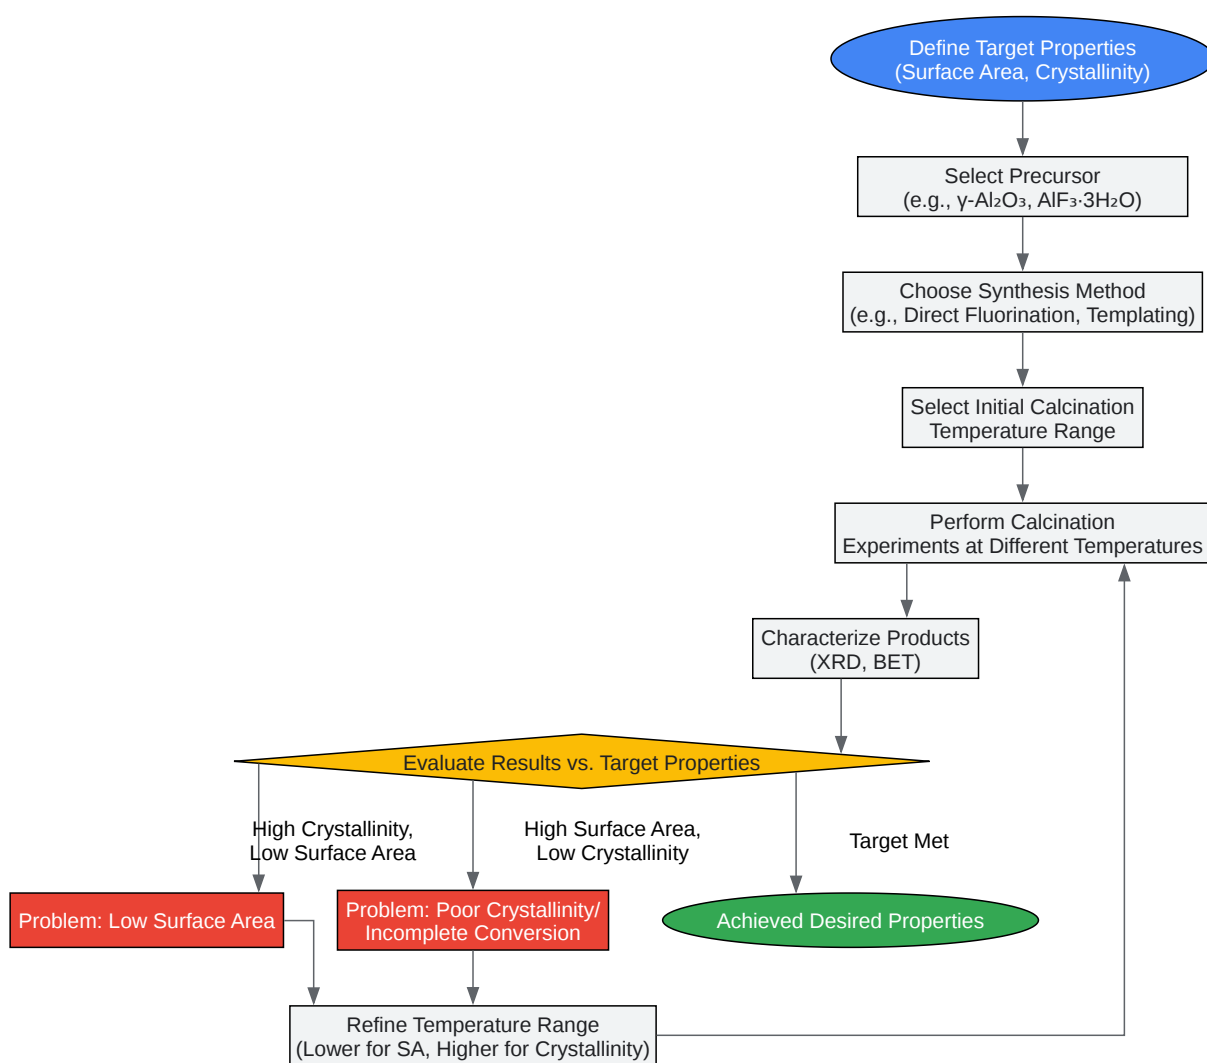 Define Target Properties
(Surface Area, Crystallinity)
Select Precursor
(e.g., γ-Al₂O₃, AlF₃·3H₂O)
Choose Synthesis Method
(e.g., Direct Fluorination, Templating)
Select Initial Calcination
Temperature Range
Perform Calcination
Experiments at Different Temperatures
Characterize Products
(XRD, BET)
Evaluate Results vs. Target Properties
High Crystallinity,
Low Surface Area
High Surface Area,
Low Crystallinity
Target Met
Problem: Low Surface Area
Problem: Poor Crystallinity/
Incomplete Conversion
Achieved Desired Properties
Refine Temperature Range
(Lower for SA, Higher for Crystallinity)